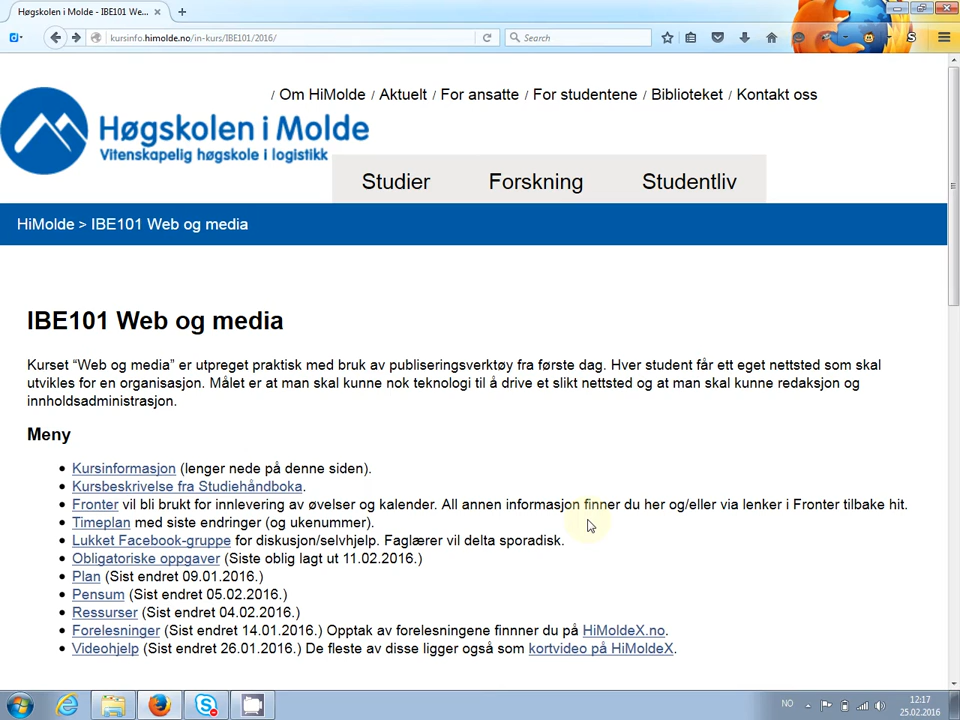 Høgskolen i Molde - IBE101 We...
kursinfo.himolde.no/in-kurs/IBE101/2016/
Search
/ Om HiMolde / Aktuelt / For ansatte / For studentene / Biblioteket / Kontakt oss
Høgskolen i Molde
Vitenskapelig høgskole i logistikk
Studier Forskning Studentliv
HiMolde > IBE101 Web og media
IBE101 Web og media
Kurset “Web og media” er utpreget praktisk med bruk av publiseringsverktøy fra første dag. Hver student får ett eget nettsted som skal
utvikles for en organisasjon. Målet er at man skal kunne nok teknologi til å drive et slikt nettsted og at man skal kunne redaksjon og
innholdsadministrasjon.
Meny
Kursinformasjon (lenger nede på denne siden).
Kursbeskrivelse fra Studiehåndboka.
Fronter vil bli brukt for innlevering av øvelser og kalender. All annen informasjon finner du her og/eller via lenker i Fronter tilbake hit.
Timeplan med siste endringer (og ukenummer).
Lukket Facebook-gruppe for diskusjon/selvhjelp. Faglærer vil delta sporadisk.
Obligatoriske oppgaver (Siste oblig lagt ut 11.02.2016.)
Plan (Sist endret 09.01.2016.)
Pensum (Sist endret 05.02.2016.)
Ressurser (Sist endret 04.02.2016.)
Forelesninger (Sist endret 14.01.2016.) Opptak av forelesningene finnner du på HiMoldeX.no.
Videohjelp (Sist endret 26.01.2016.) De fleste av disse ligger også som kortvideo på HiMoldeX.
NO
12:17
25.02.2016